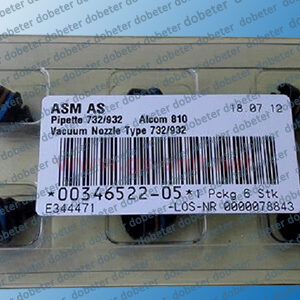 ASM AS 18.07.12
Pipette 732/932 Alcom 810
Vacuum Nozzle Type 732/932
*00346522-05* Pckg 6 Stk
E344471 -LOS-NR 0000078843
dobeter